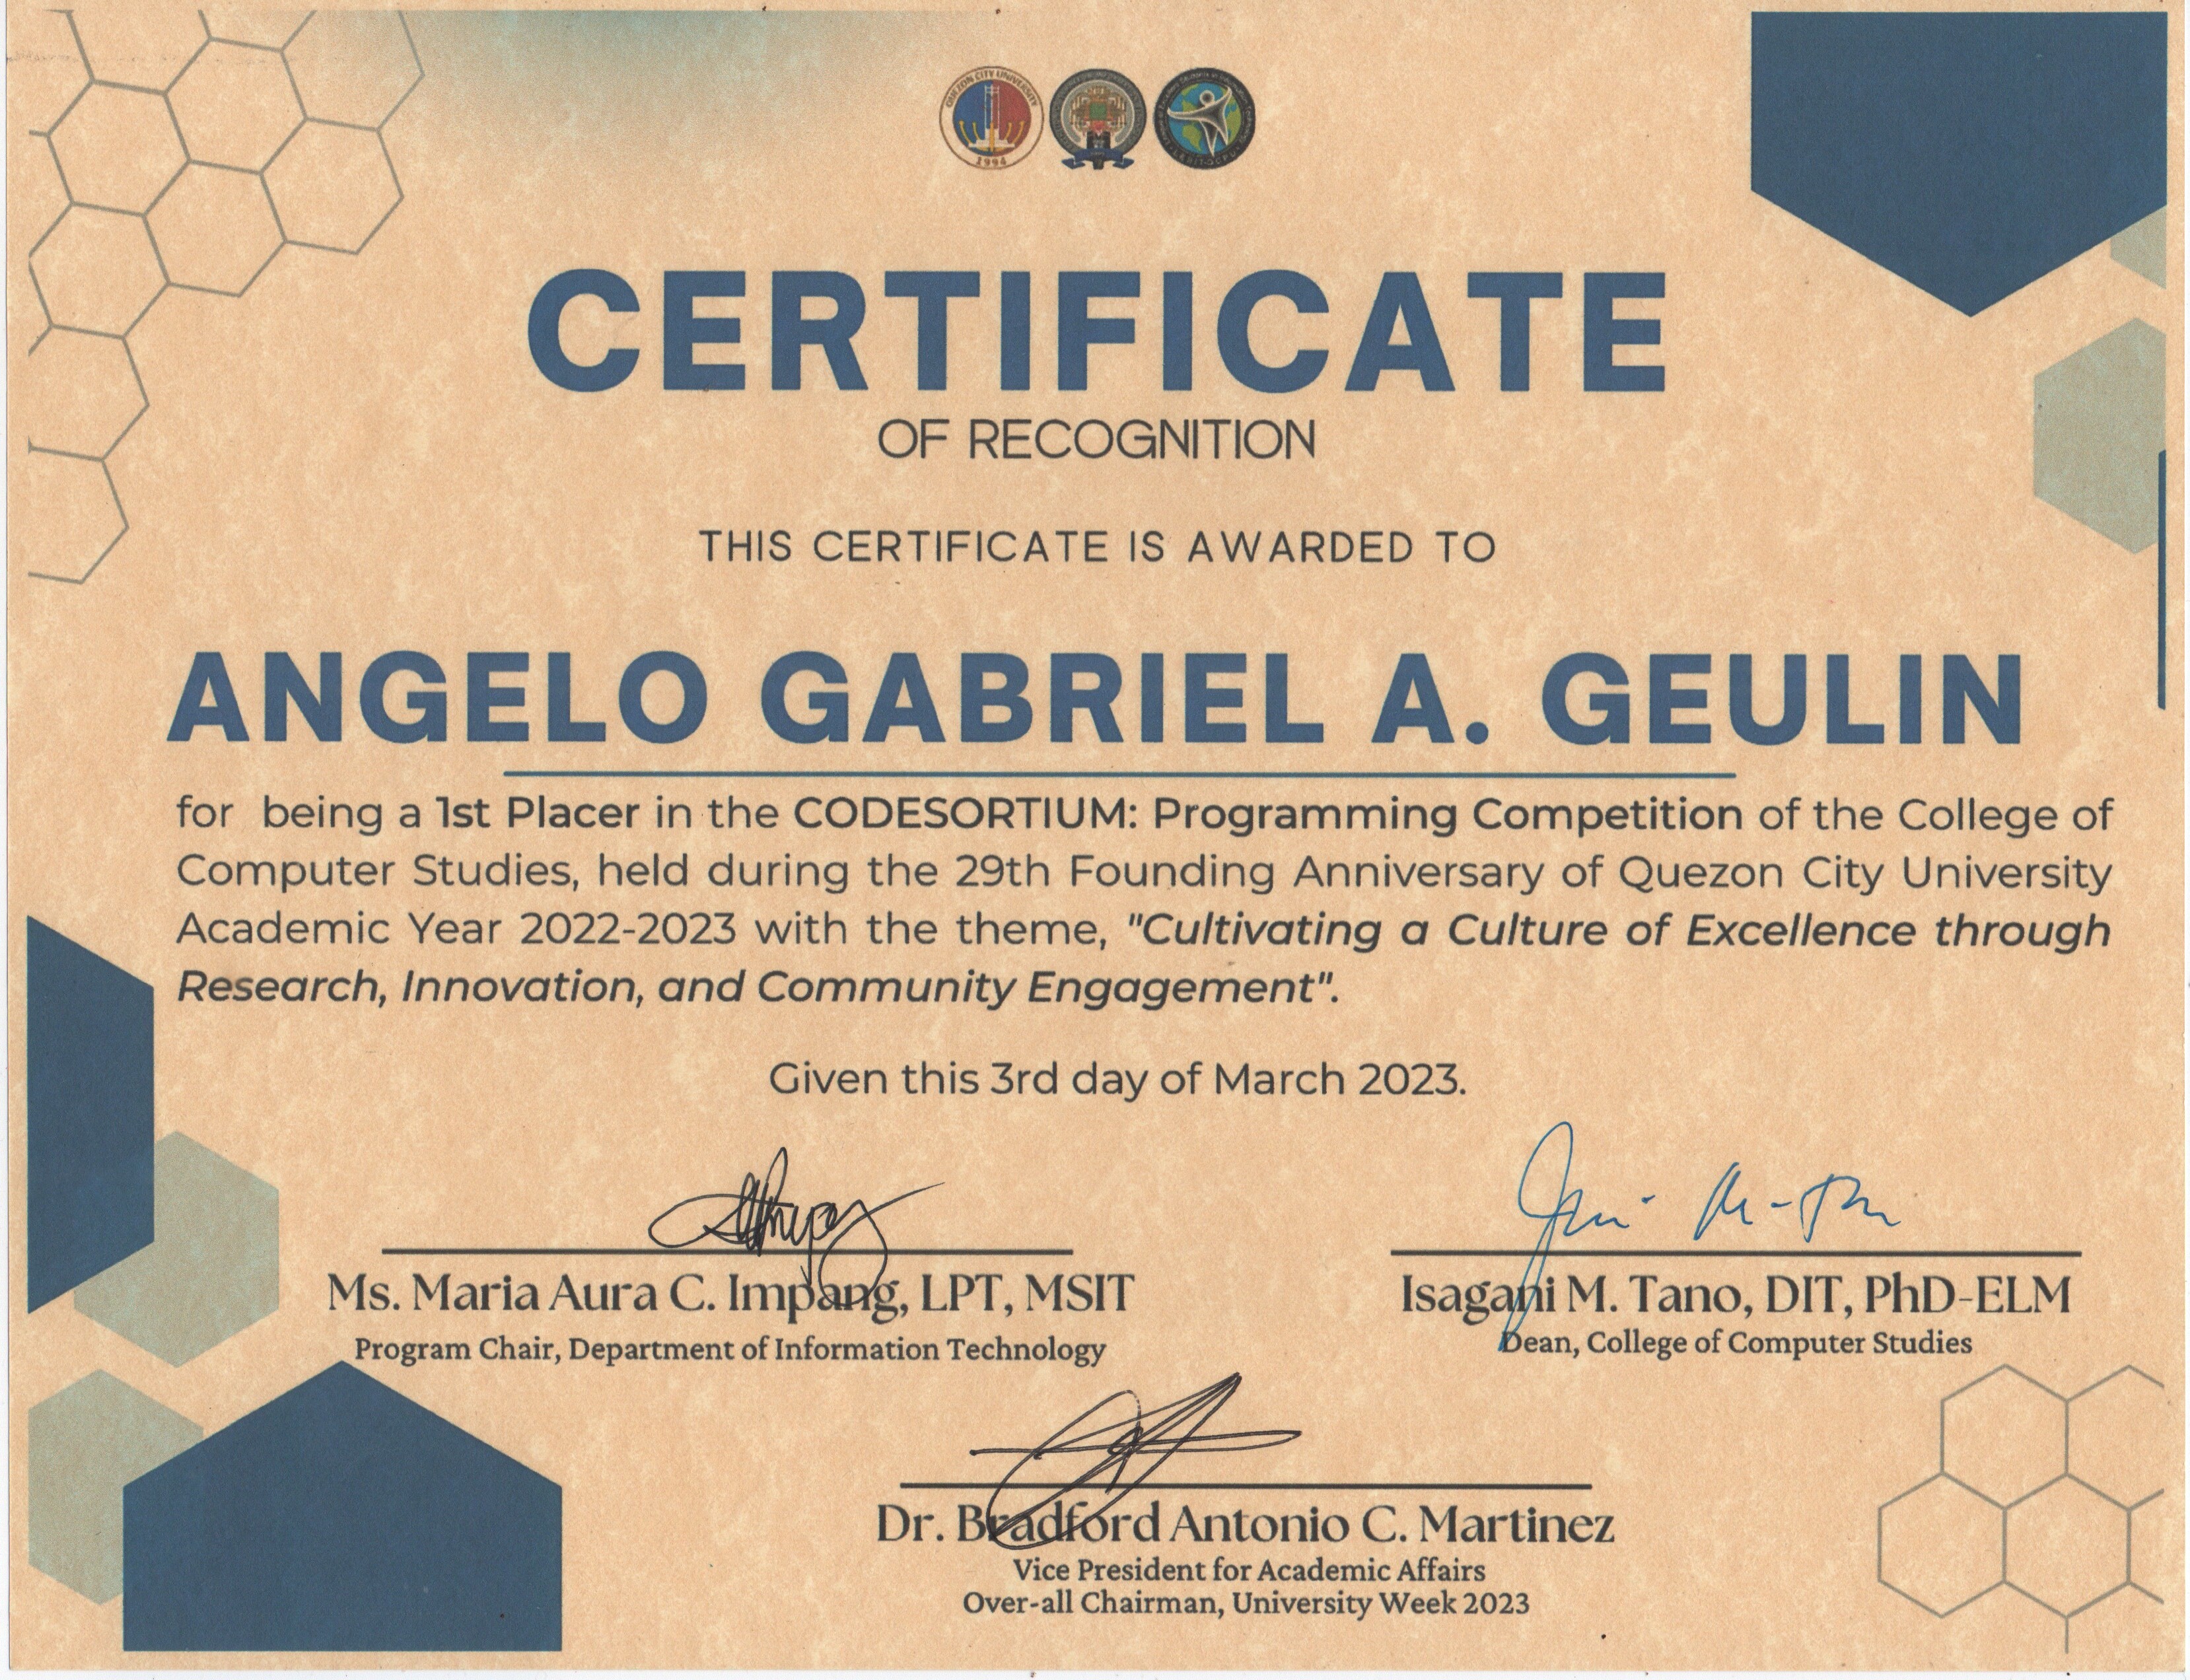 QUEZON CITY UNIVERSITY
1994
CERTIFICATE
OF RECOGNITION
THIS CERTIFICATE IS AWARDED TO
ANGELO GABRIEL A. GEULIN
for being a 1st Placer in the CODESORTIUM: Programming Competition of the College of
Computer Studies, held during the 29th Founding Anniversary of Quezon City University
Academic Year 2022-2023 with the theme, "Cultivating a Culture of Excellence through
Research, Innovation, and Community Engagement".
Given this 3rd day of March 2023.
Ms. Maria Aura C. Impang, LPT, MSIT
Program Chair, Department of Information Technology
Isagani M. Tano, DIT, PhD-ELM
Dean, College of Computer Studies
Dr. Bradford Antonio C. Martinez
Vice President for Academic Affairs
Over-all Chairman, University Week 2023